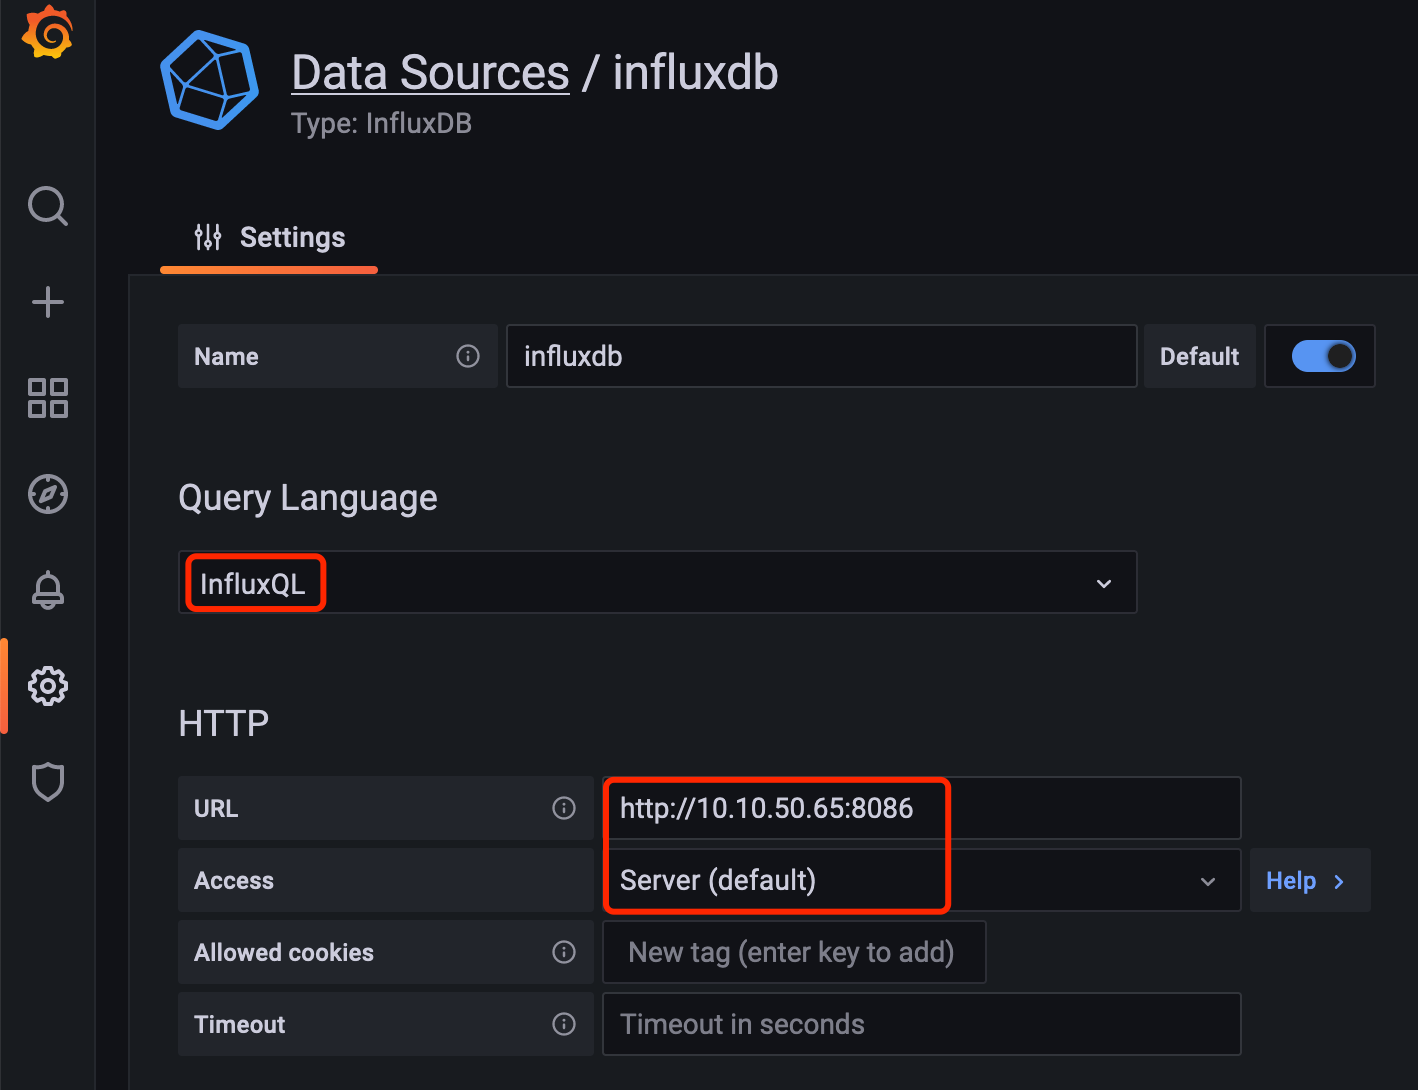 Data Sources / influxdb
Type: InfluxDB
Settings
Name influxdb Default
Query Language
InfluxQL
HTTP
URL http://10.10.50.65:8086
Access Server (default) Help
Allowed cookies New tag (enter key to add)
Timeout Timeout in seconds